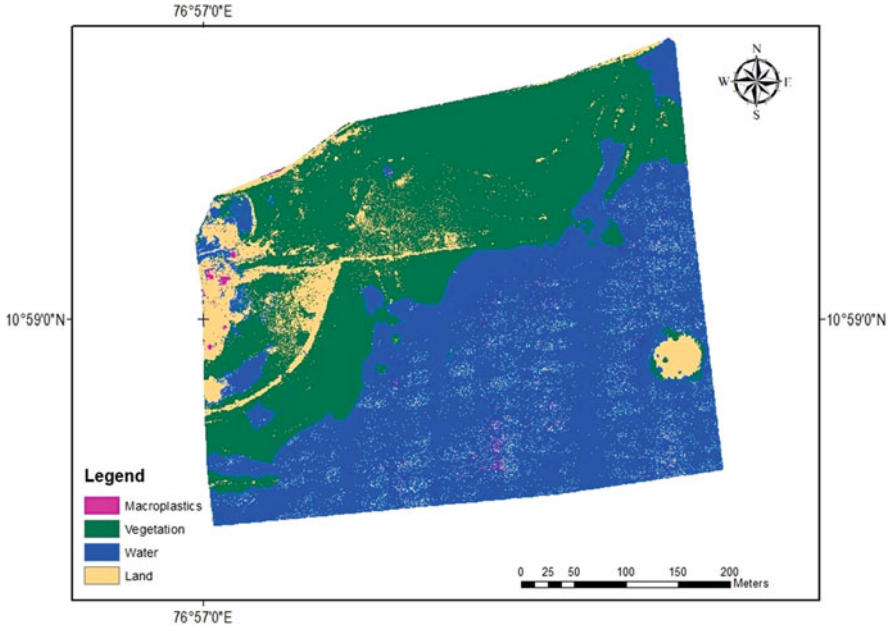 76°57'0"E
N
W E
S
10°59'0"N 10°59'0"N
Legend
Macroplastics
Vegetation
Water
Land
0 25 50 100 150 200
Meters
76°57'0"E